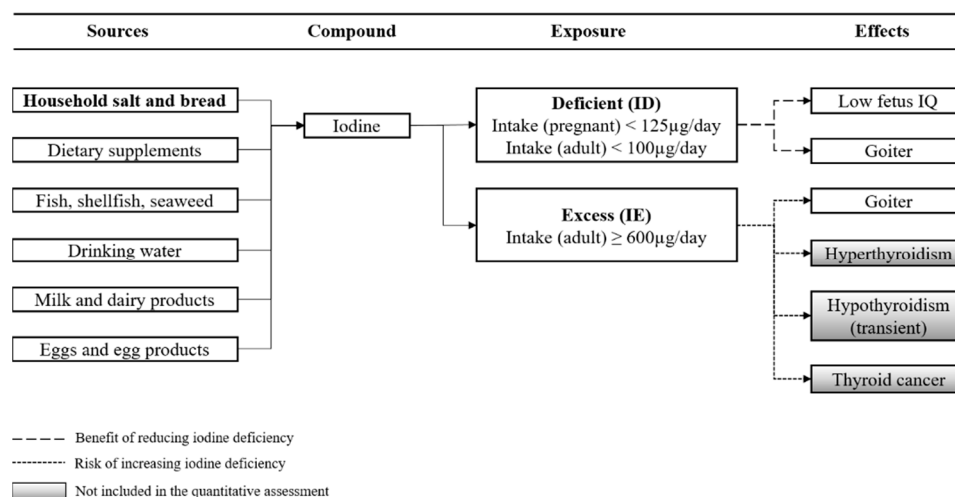 Sources Compound Exposure Effects
Household salt and bread
Dietary supplements
Fish, shellfish, seaweed
Drinking water
Milk and dairy products
Eggs and egg products
Iodine
Deficient (ID)
Intake (pregnant) < 125µg/day
Intake (adult) < 100µg/day
Excess (IE)
Intake (adult) ≥ 600µg/day
Low fetus IQ
Goiter
Goiter
Hyperthyroidism
Hypothyroidism
(transient)
Thyroid cancer
Benefit of reducing iodine deficiency
Risk of increasing iodine deficiency
Not included in the quantitative assessment